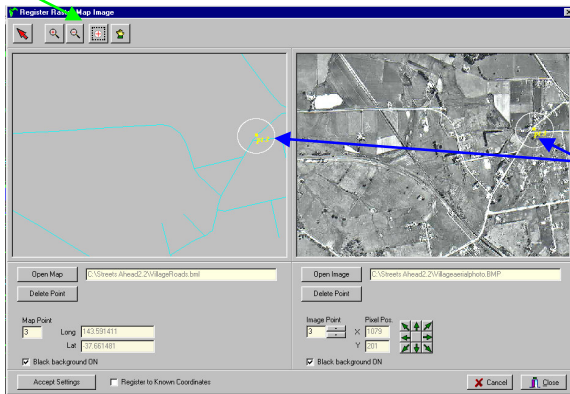 Register Raster Map Image
Open Map
C:\Streets Ahead2.2\VillageRoads.bml
Delete Point
Map Point
3
Long 143.591411
Lat -37.661481
Black background ON
Open Image
C:\Streets Ahead2.2\Villageaerialphoto.BMP
Delete Point
Image Point
3
Pixel Pos.
X 1079
Y 201
Black background ON
Accept Settings
Register to Known Coordinates
Cancel
Close